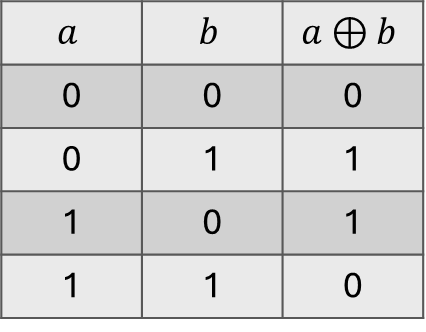 a b a ⊕ b
0 0 0
0 1 1
1 0 1
1 1 0